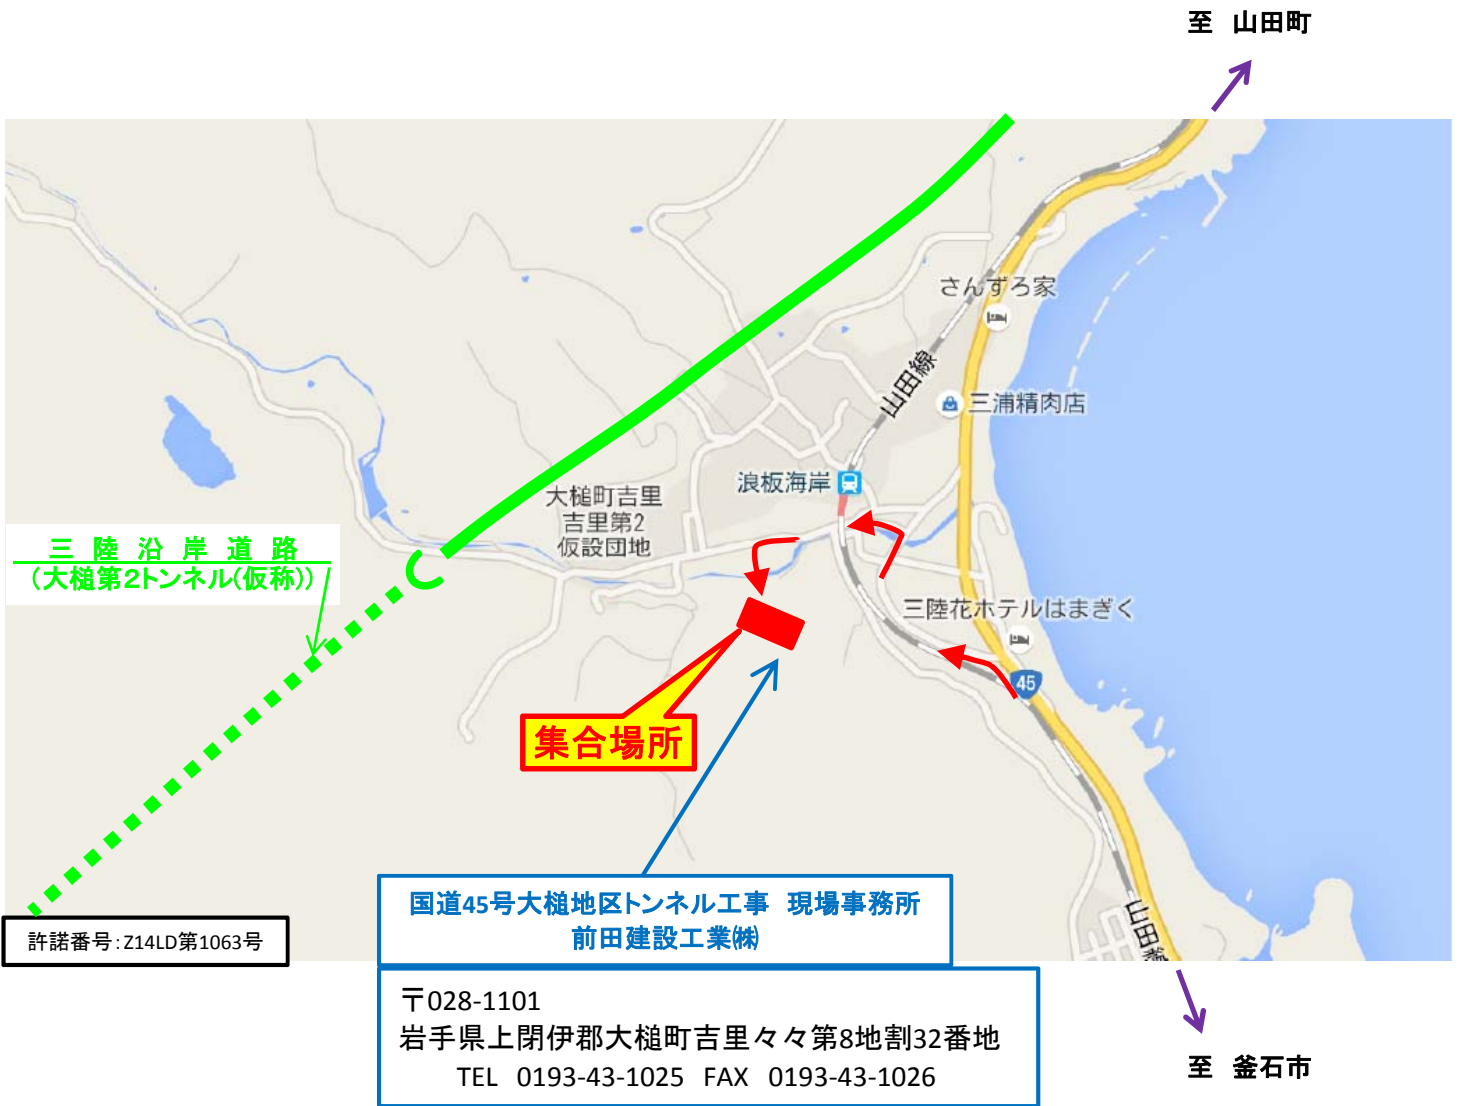 至 山田町
さんずろ家
山田線
三浦精肉店
浪板海岸
大槌町吉里
吉里第2
仮設団地
三陸沿岸道路
(大槌第2トンネル(仮称))
三陸花ホテルはまぎく
45
集合場所
国道45号大槌地区トンネル工事 現場事務所
前田建設工業㈱
許諾番号:Z14LD第1063号
山田線
〒028-1101
岩手県上閉伊郡大槌町吉里々々第8地割32番地
TEL 0193-43-1025 FAX 0193-43-1026
至 釜石市